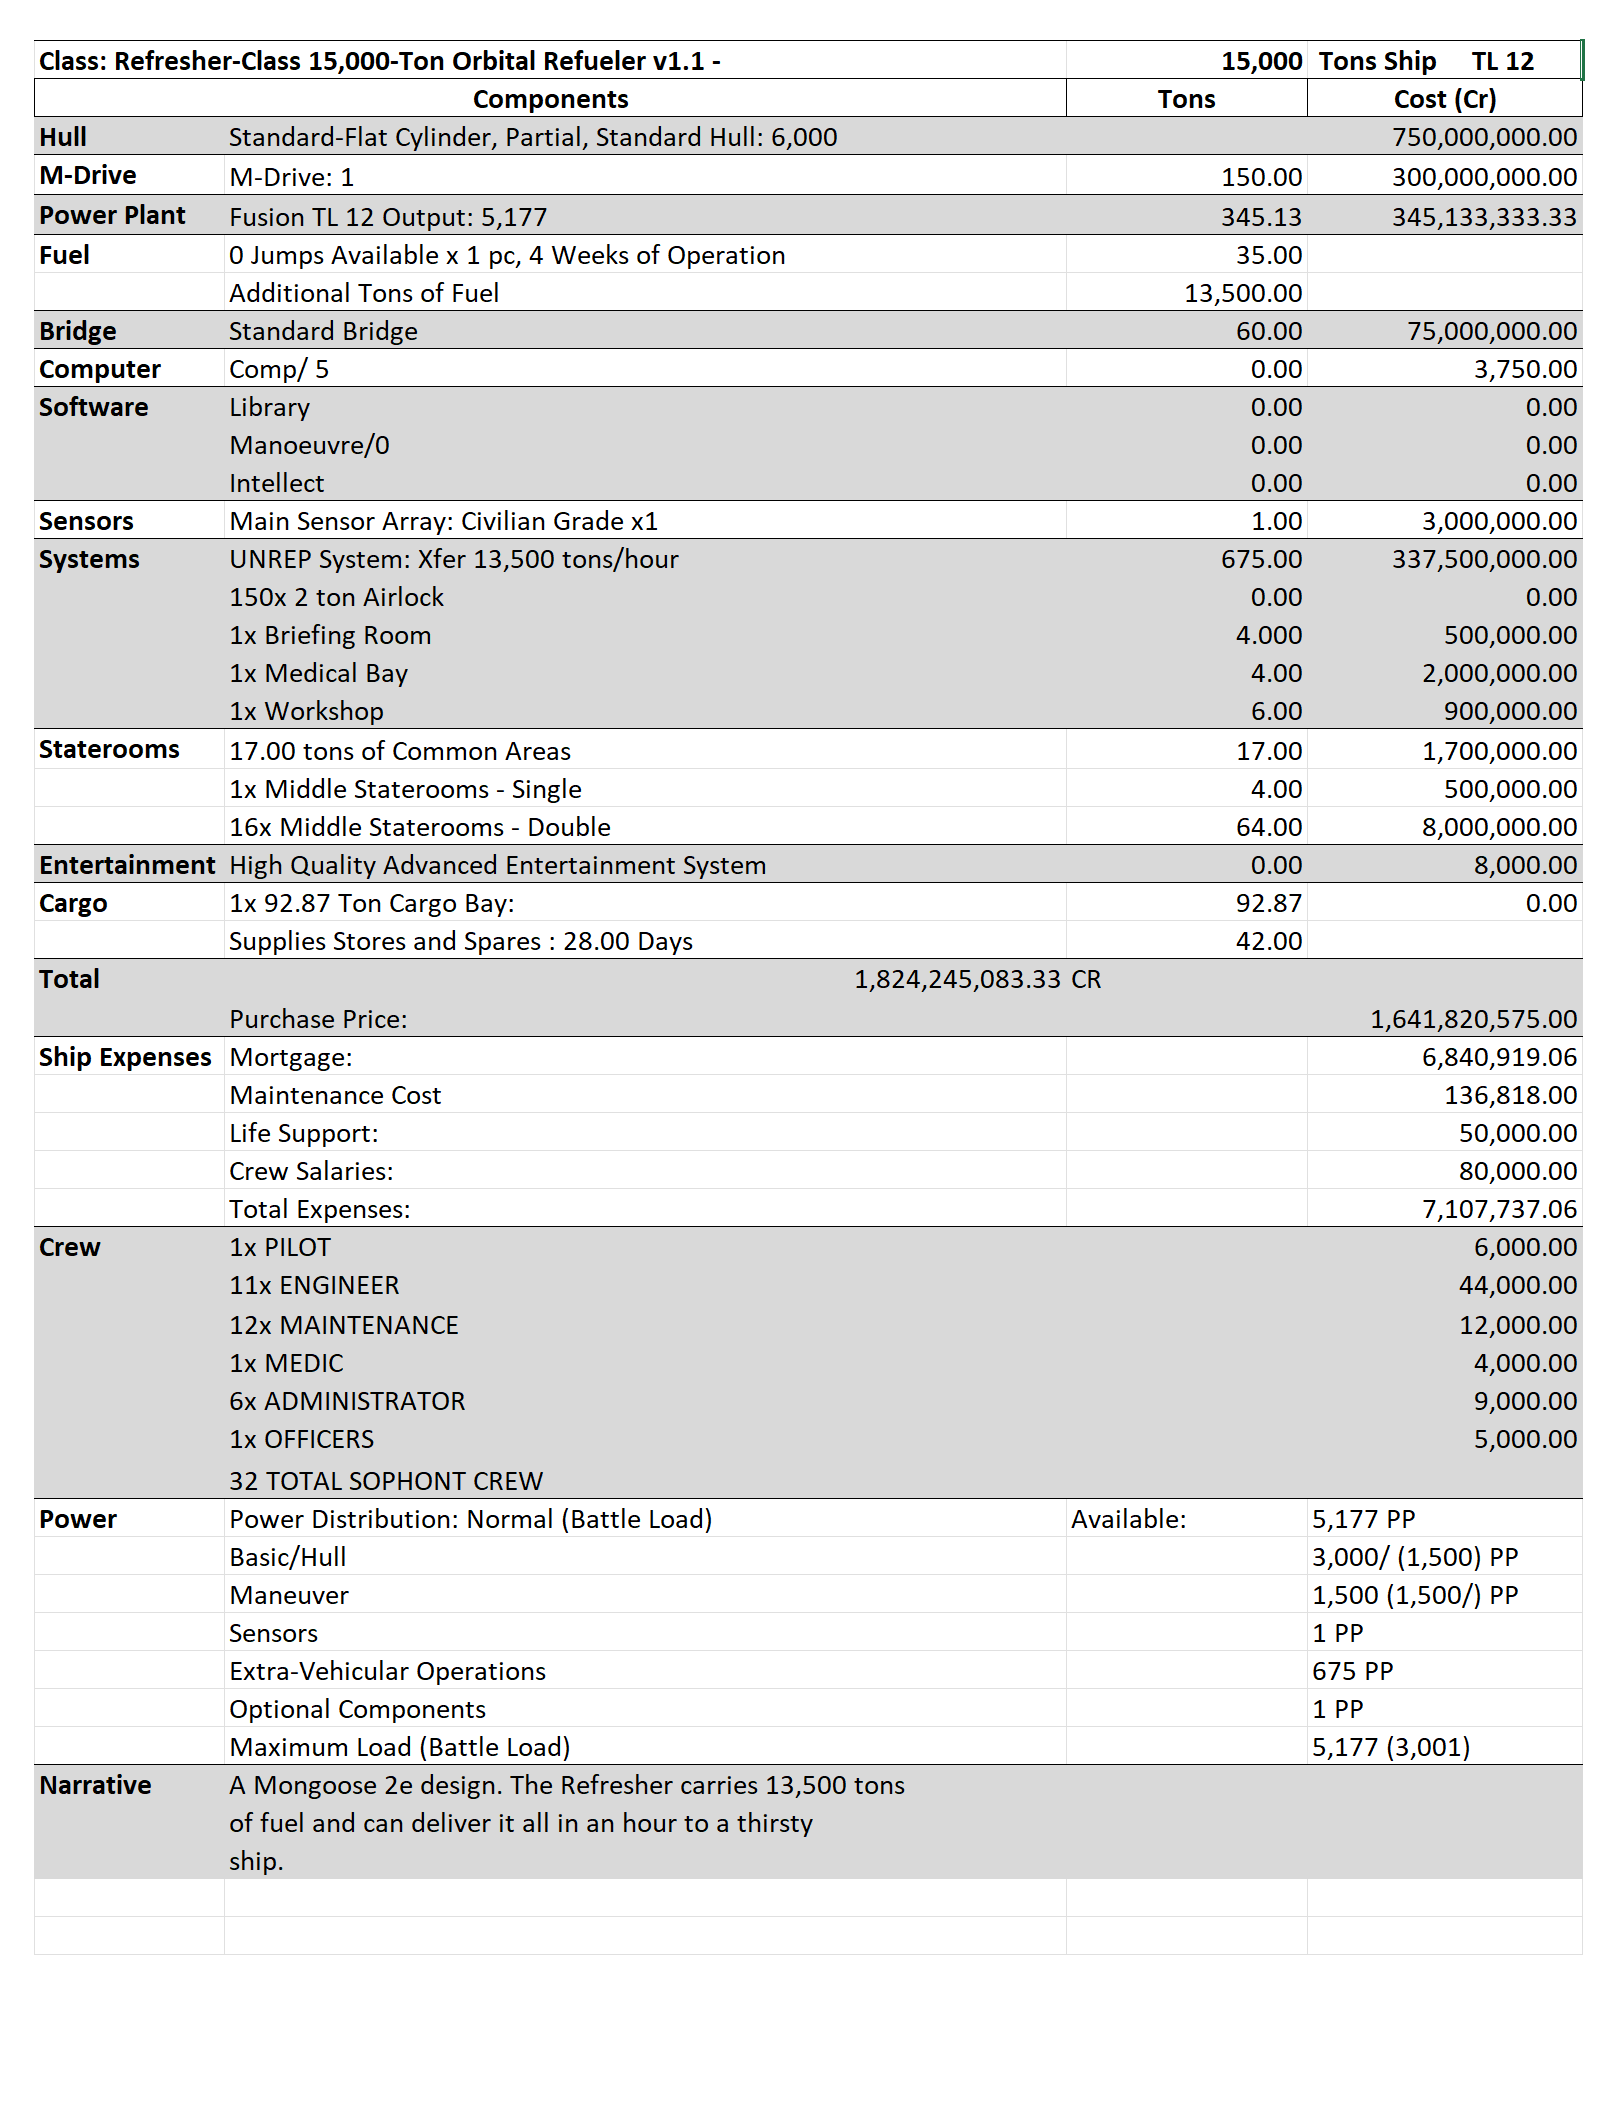 Class: Refresher-Class 15,000-Ton Orbital Refueler v1.1 - 15,000 Tons Ship TL 12
Components Tons Cost (Cr)
Hull Standard-Flat Cylinder, Partial, Standard Hull: 6,000 750,000,000.00
M-Drive M-Drive: 1 150.00 300,000,000.00
Power Plant Fusion TL 12 Output: 5,177 345.13 345,133,333.33
Fuel 0 Jumps Available x 1 pc, 4 Weeks of Operation 35.00
Additional Tons of Fuel 13,500.00
Bridge Standard Bridge 60.00 75,000,000.00
Computer Comp/ 5 0.00 3,750.00
Software Library 0.00 0.00
Manoeuvre/0 0.00 0.00
Intellect 0.00 0.00
Sensors Main Sensor Array: Civilian Grade x1 1.00 3,000,000.00
Systems UNREP System: Xfer 13,500 tons/hour 675.00 337,500,000.00
150x 2 ton Airlock 0.00 0.00
1x Briefing Room 4.000 500,000.00
1x Medical Bay 4.00 2,000,000.00
1x Workshop 6.00 900,000.00
Staterooms 17.00 tons of Common Areas 17.00 1,700,000.00
1x Middle Staterooms - Single 4.00 500,000.00
16x Middle Staterooms - Double 64.00 8,000,000.00
Entertainment High Quality Advanced Entertainment System 0.00 8,000.00
Cargo 1x 92.87 Ton Cargo Bay: 92.87 0.00
Supplies Stores and Spares : 28.00 Days 42.00
Total 1,824,245,083.33 CR
Purchase Price: 1,641,820,575.00
Ship Expenses Mortgage: 6,840,919.06
Maintenance Cost 136,818.00
Life Support: 50,000.00
Crew Salaries: 80,000.00
Total Expenses: 7,107,737.06
Crew 1x PILOT 6,000.00
11x ENGINEER 44,000.00
12x MAINTENANCE 12,000.00
1x MEDIC 4,000.00
6x ADMINISTRATOR 9,000.00
1x OFFICERS 5,000.00
32 TOTAL SOPHONT CREW
Power Power Distribution: Normal (Battle Load) Available: 5,177 PP
Basic/Hull 3,000/ (1,500) PP
Maneuver 1,500 (1,500/) PP
Sensors 1 PP
Extra-Vehicular Operations 675 PP
Optional Components 1 PP
Maximum Load (Battle Load) 5,177 (3,001)
Narrative A Mongoose 2e design. The Refresher carries 13,500 tons
of fuel and can deliver it all in an hour to a thirsty
ship.